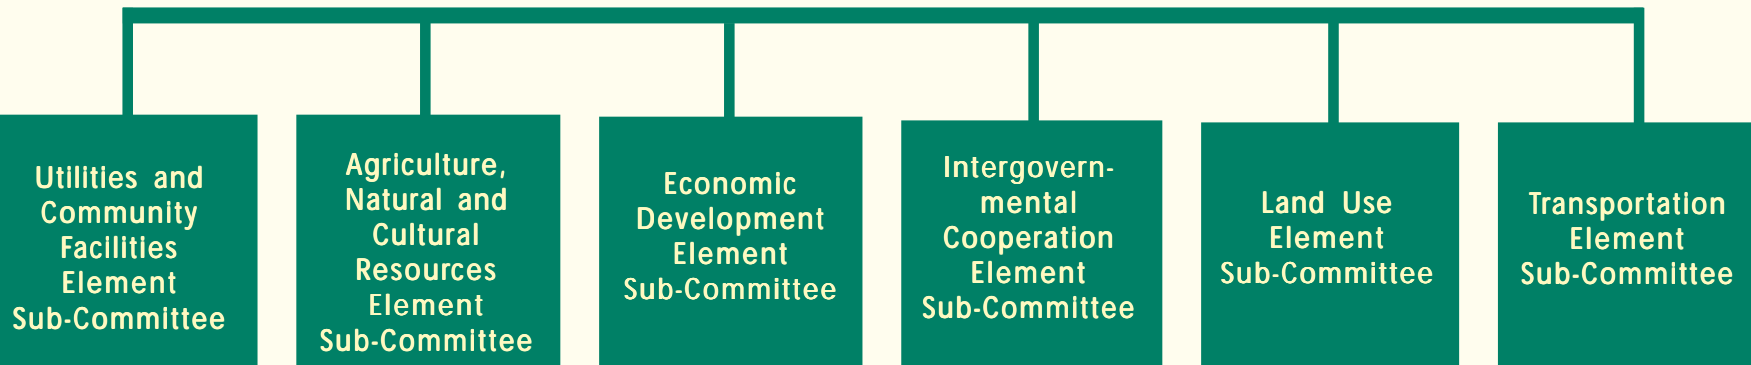 Utilities and
Community
Facilities
Element
Sub-Committee
Agriculture,
Natural and
Cultural
Resources
Element
Sub-Committee
Economic
Development
Element
Sub-Committee
Intergovern-
mental
Cooperation
Element
Sub-Committee
Land Use
Element
Sub-Committee
Transportation
Element
Sub-Committee